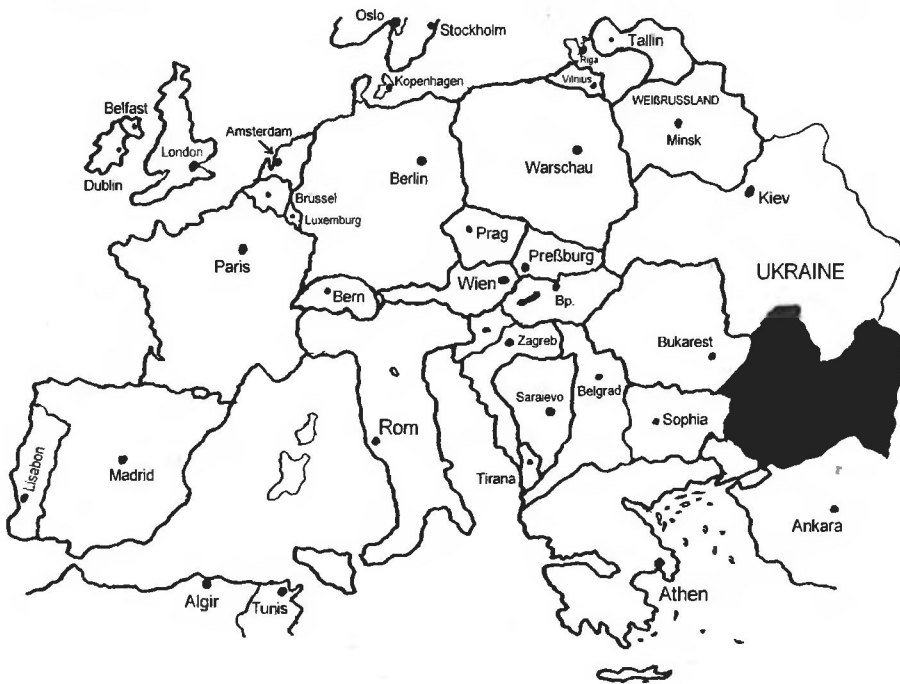 Oslo
Stockholm
Tallin
Riga
Kopenhagen
Vilnius
WEIßRUSSLAND
Belfast
Minsk
Amsterdam
London
Berlin
Warschau
Dublin
Kiev
Brüssel
Luxemburg
Prag
Paris
Preßburg
UKRAINE
Wien
Bern
Bp.
Zagreb
Bukarest
Belgrad
Saraievo
Sophia
Rom
Lisabon
Madrid
Tirana
Ankara
Athen
Algir
Tunis